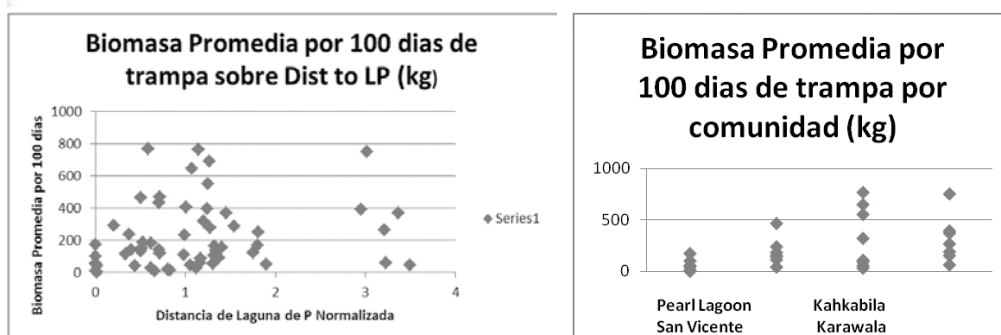 Biomasa Promedia por 100 dias de
trampa sobre Dist to LP (kg)
Biomasa Promedia por 100 dias
1000
800
600
400
200
0
0 1 2 3 4
Distancia de Laguna de P Normalizada
Series1
Biomasa Promedia por
100 dias de trampa por
comunidad (kg)
1000
500
0
Pearl Lagoon Kahkabila
San Vicente Karawala